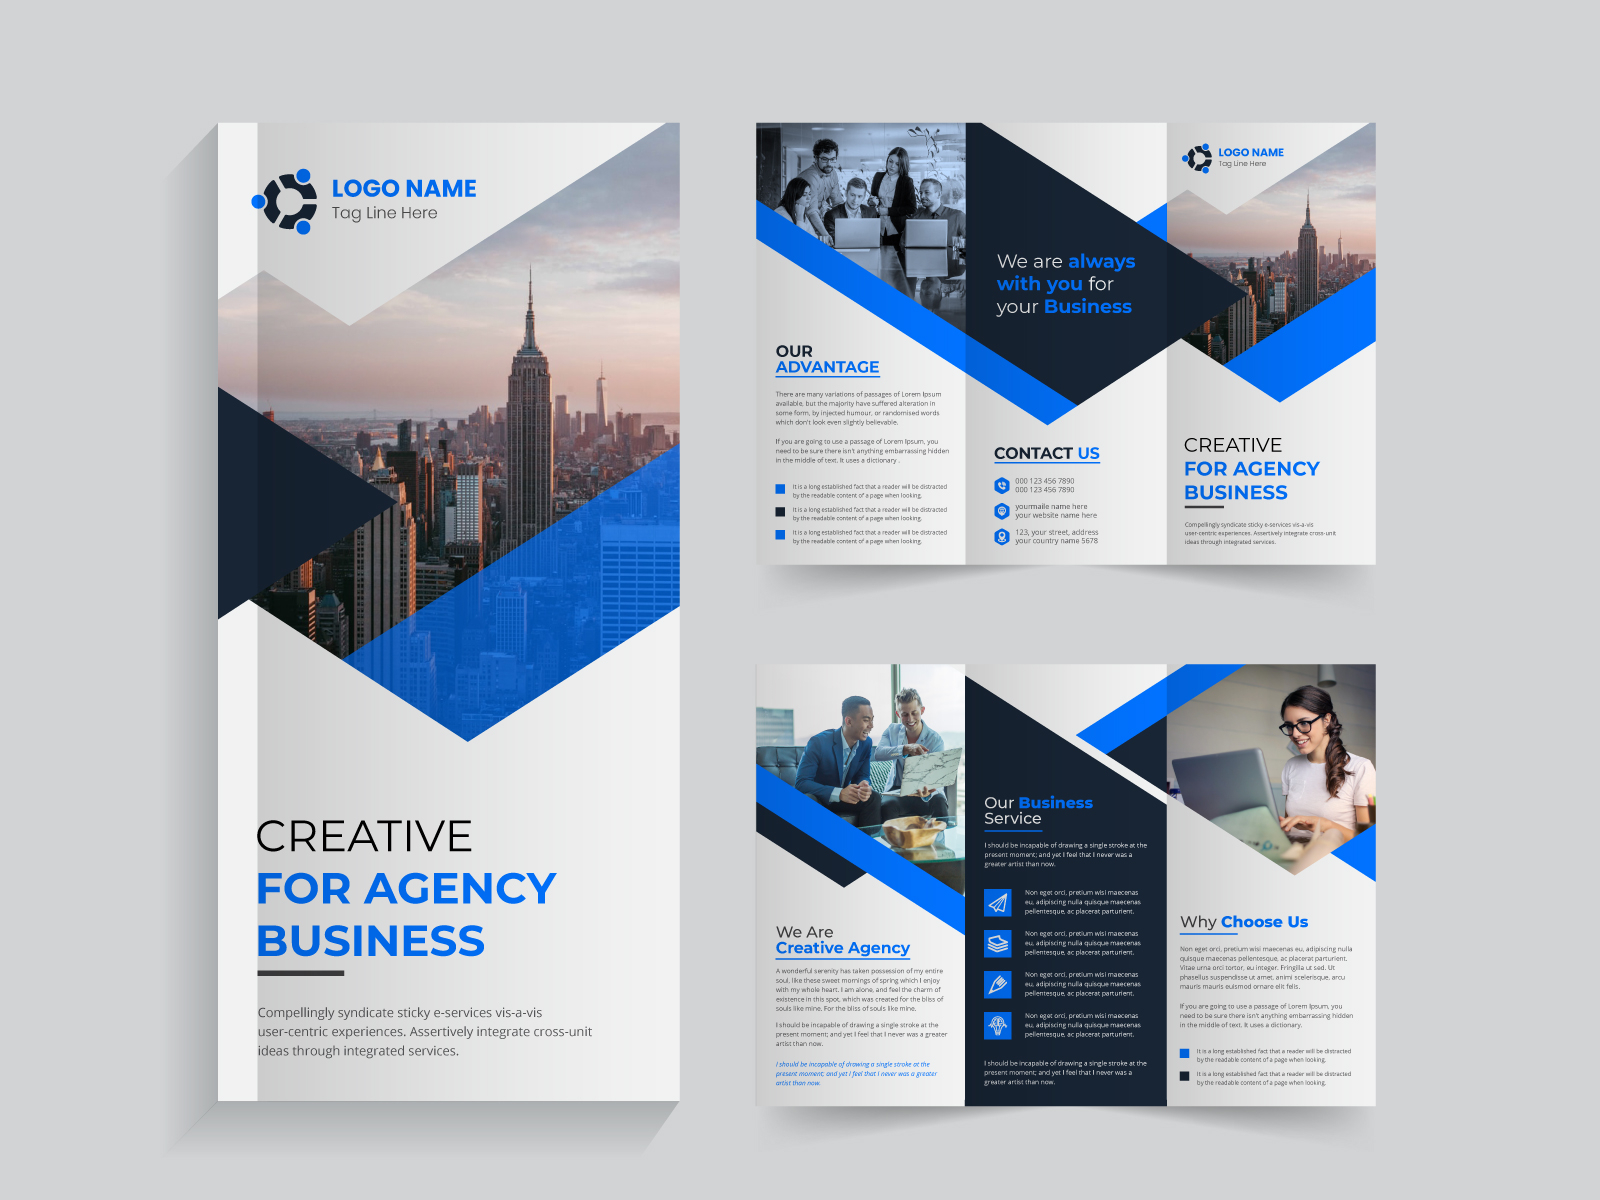 LOGO NAME
Tag Line Here
CREATIVE
FOR AGENCY
BUSINESS
Compellingly syndicate sticky e-services vis-a-vis
user-centric experiences. Assertively integrate cross-unit
ideas through integrated services.
OUR
ADVANTAGE
There are many variations of passages of Lorem Ipsum
available, but the majority have suffered alteration in
some form, by injected humour, or randomised words
which don't look even slightly believable.
If you are going to use a passage of Lorem Ipsum, you
need to be sure there isn't anything embarrassing hidden
in the middle of text. It uses a dictionary .
It is a long established fact that a reader will be distracted
by the readable content of a page when looking.
It is a long established fact that a reader will be distracted
by the readable content of a page when looking.
It is a long established fact that a reader will be distracted
by the readable content of a page when looking.
We are always
with you for
your Business
CONTACT US
000 123 456 7890
000 123 456 7890
yourmaile name here
your website name here
123, your street, address
your country name 5678
LOGO NAME
Tag Line Here
CREATIVE
FOR AGENCY
BUSINESS
Compellingly syndicate sticky e-services vis-a-vis
user-centric experiences. Assertively integrate cross-unit
ideas through integrated services.
We Are
Creative Agency
A wonderful serenity has taken possession of my entire
soul, like these sweet mornings of spring which I enjoy
with my whole heart. I am alone, and feel the charm of
existence in this spot, which was created for the bliss of
souls like mine. For the bliss of souls like mine.
I should be incapable of drawing a single stroke at the
present moment; and yet I feel that I never was a greater
artist than now.
I should be incapable of drawing a single stroke at the
present moment; and yet I feel that I never was a greater
artist than now.
Our Business
Service
I should be incapable of drawing a single stroke at the
present moment; and yet I feel that I never was a
greater artist than now.
Non eget orci, pretium wisi maecenas
eu, adipiscing nulla quisque maecenas
pellentesque, ac placerat parturient.
Non eget orci, pretium wisi maecenas
eu, adipiscing nulla quisque maecenas
pellentesque, ac placerat parturient.
Non eget orci, pretium wisi maecenas
eu, adipiscing nulla quisque maecenas
pellentesque, ac placerat parturient.
Non eget orci, pretium wisi maecenas
eu, adipiscing nulla quisque maecenas
pellentesque, ac placerat parturient.
I should be incapable of drawing a single stroke at the
present moment; and yet I feel that I never was a
greater artist than now.
Why Choose Us
Non eget orci, pretium wisi maecenas eu, adipiscing nulla
quisque maecenas pellentesque, ac placerat parturient.
Vitae urna orci tortor, eu integer. Fringilla ut sed. Ut
phasellus suspendisse ut amet, animi scelerisque, arcu
mauris mauris euismod ornare elit felis.
If you are going to use a passage of Lorem Ipsum, you
need to be sure there isn't anything embarrassing hidden
in the middle of text. It uses a dictionary.
It is a long established fact that a reader will be distracted
by the readable content of a page when looking.
It is a long established fact that a reader will be distracted
by the readable content of a page when looking.